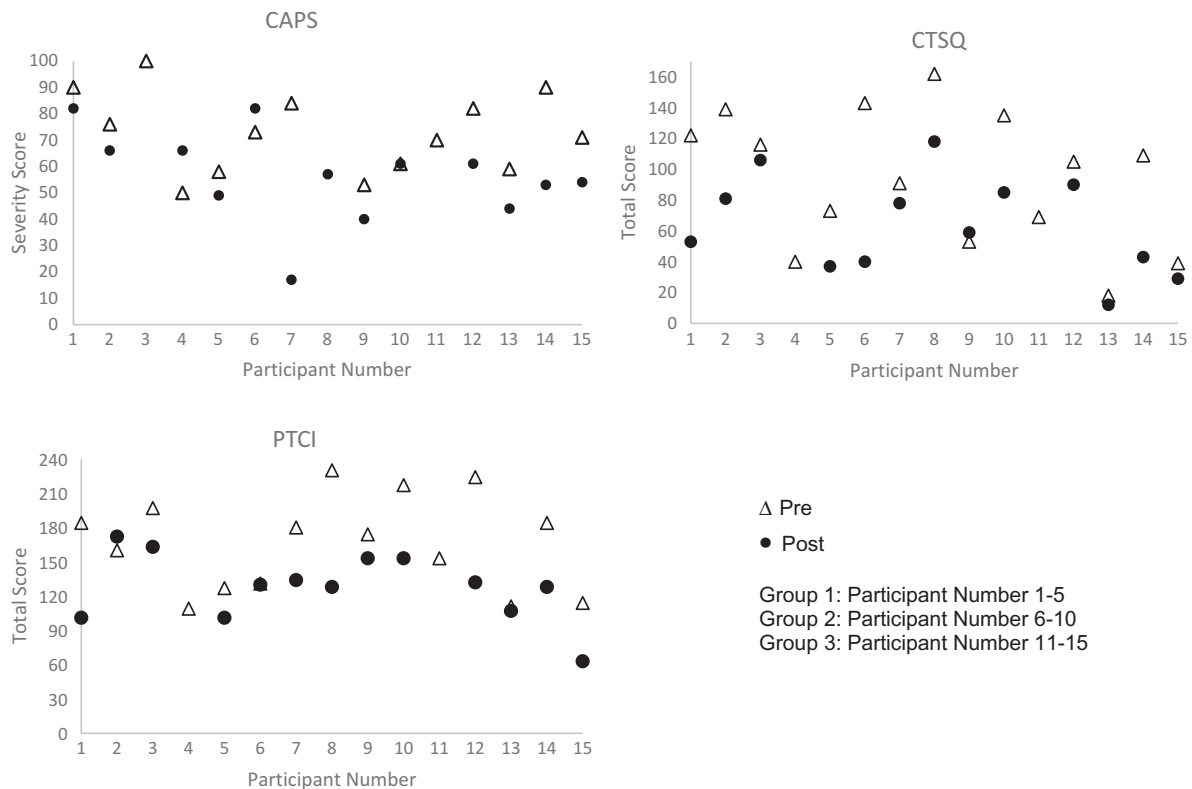 CAPS
100
90
80
70
60
50
40
30
20
10
0
Severity Score
1 2 3 4 5 6 7 8 9 10 11 12 13 14 15
Participant Number
CTSQ
160
140
120
100
80
60
40
20
0
Total Score
1 2 3 4 5 6 7 8 9 10 11 12 13 14 15
Participant Number
PTCI
240
210
180
150
120
90
60
30
0
Total Score
1 2 3 4 5 6 7 8 9 10 11 12 13 14 15
Participant Number
Pre
Post
Group 1: Participant Number 1-5
Group 2: Participant Number 6-10
Group 3: Participant Number 11-15